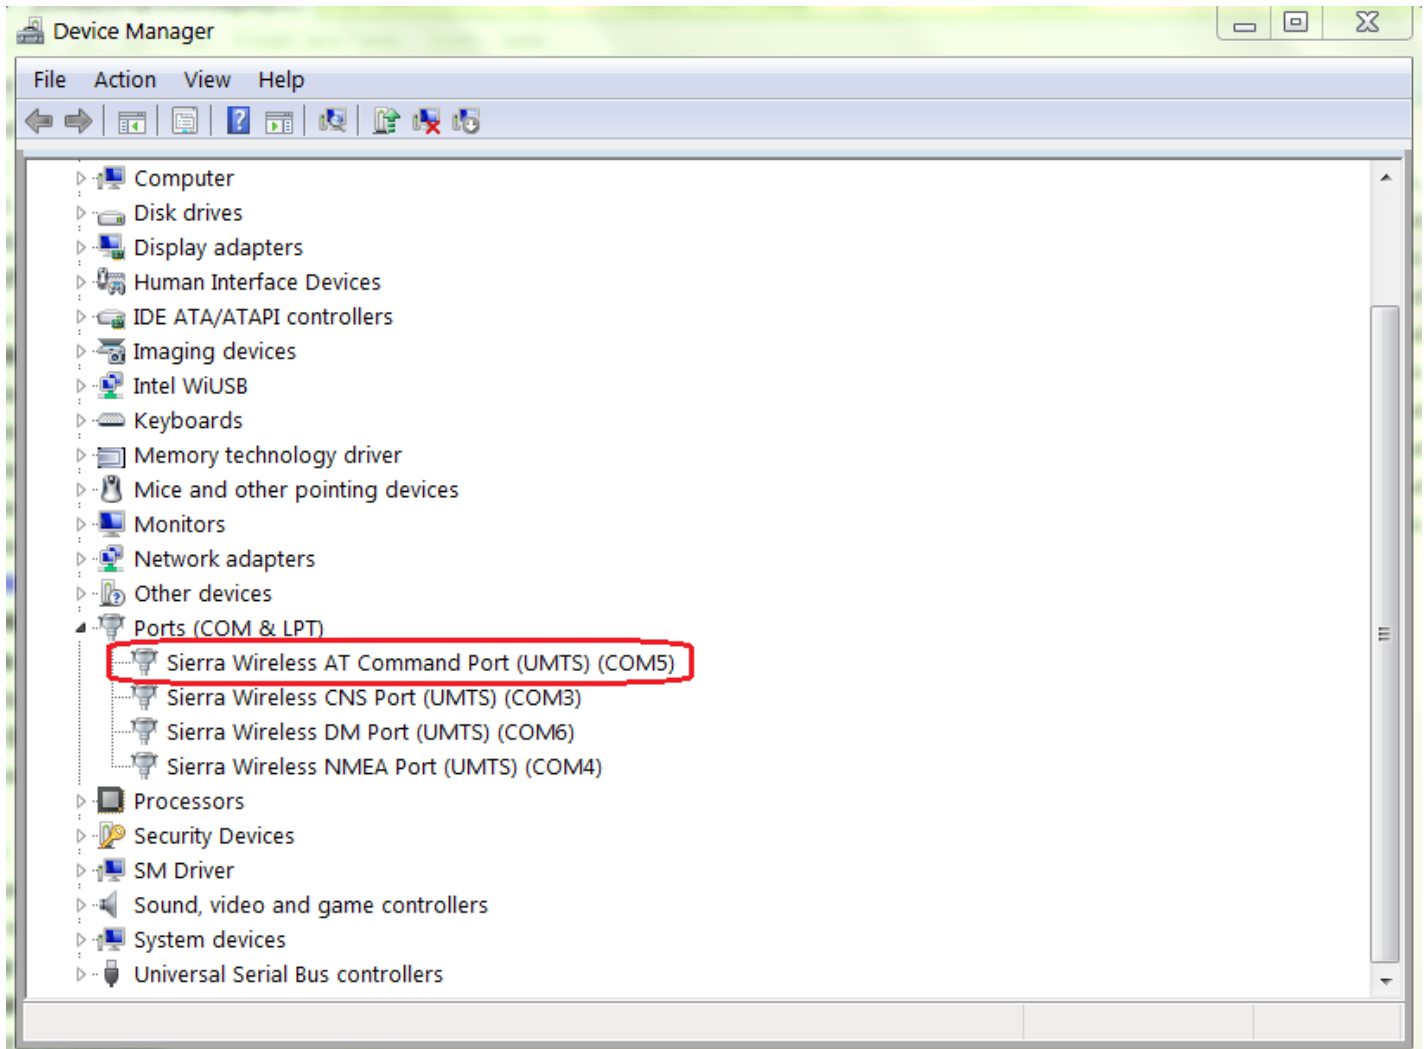 Device Manager
File Action View Help
Computer
Disk drives
Display adapters
Human Interface Devices
IDE ATA/ATAPI controllers
Imaging devices
Intel WiUSB
Keyboards
Memory technology driver
Mice and other pointing devices
Monitors
Network adapters
Other devices
Ports (COM & LPT)
Sierra Wireless AT Command Port (UMTS) (COM5)
Sierra Wireless CNS Port (UMTS) (COM3)
Sierra Wireless DM Port (UMTS) (COM6)
Sierra Wireless NMEA Port (UMTS) (COM4)
Processors
Security Devices
SM Driver
Sound, video and game controllers
System devices
Universal Serial Bus controllers